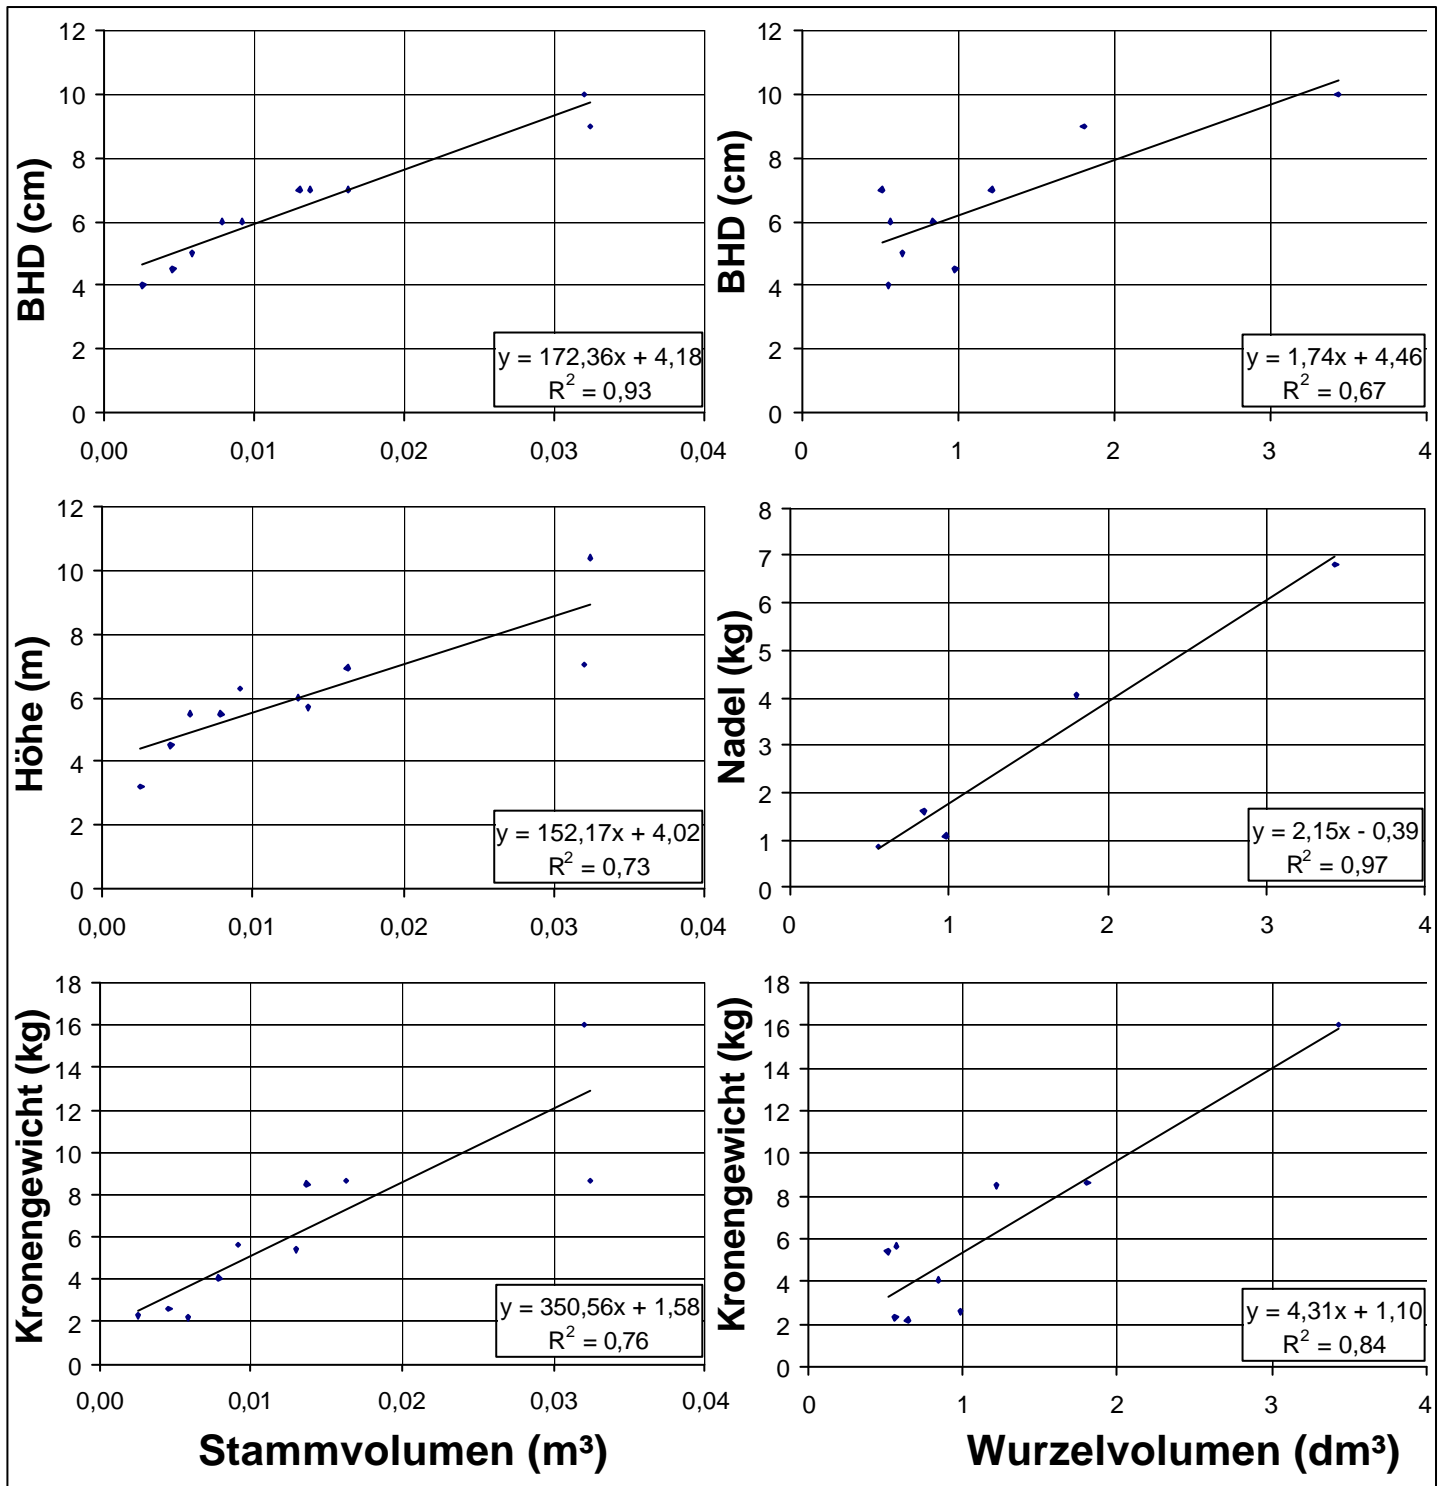 BHD (cm)
12
10
8
6
4
2
0
y = 172,36x + 4,18
R² = 0,93
0,00 0,01 0,02 0,03 0,04
BHD (cm)
12
10
8
6
4
2
0
y = 1,74x + 4,46
R² = 0,67
0 1 2 3 4
Höhe (m)
12
10
8
6
4
2
0
y = 152,17x + 4,02
R² = 0,73
0,00 0,01 0,02 0,03 0,04
Nadel (kg)
8
7
6
5
4
3
2
1
0
y = 2,15x - 0,39
R² = 0,97
0 1 2 3 4
Kronengewicht (kg)
18
16
14
12
10
8
6
4
2
0
y = 350,56x + 1,58
R² = 0,76
0,00 0,01 0,02 0,03 0,04
Stammvolumen (m³)
Kronengewicht (kg)
18
16
14
12
10
8
6
4
2
0
y = 4,31x + 1,10
R² = 0,84
0 1 2 3 4
Wurzelvolumen (dm³)